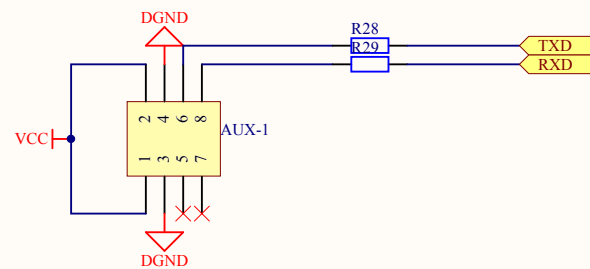 DGND
R28
TXD
R29
RXD
2 4 6 8
AUX-1
VCC
1 3 5 7
DGND